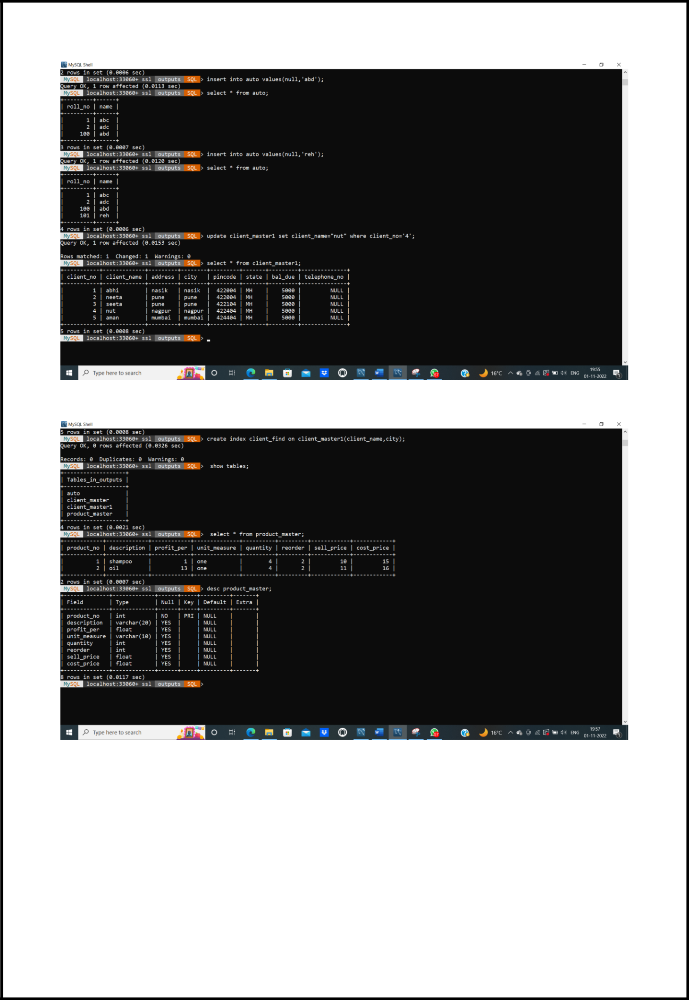 MySQL Shell
2 rows in set (0.0006 sec)
MySQL localhost:33060+ ssl outputs SQL > insert into auto values(null,'abd');
Query OK, 1 row affected (0.0113 sec)
MySQL localhost:33060+ ssl outputs SQL > select * from auto;
+---------+------+
| roll_no | name |
+---------+------+
|       1 | abc  |
|       2 | adc  |
|     100 | abd  |
+---------+------+
3 rows in set (0.0007 sec)
MySQL localhost:33060+ ssl outputs SQL > insert into auto values(null,'reh');
Query OK, 1 row affected (0.0120 sec)
MySQL localhost:33060+ ssl outputs SQL > select * from auto;
+---------+------+
| roll_no | name |
+---------+------+
|       1 | abc  |
|       2 | adc  |
|     100 | abd  |
|     101 | reh  |
+---------+------+
4 rows in set (0.0006 sec)
MySQL localhost:33060+ ssl outputs SQL > update client_master1 set client_name="nut" where client_no='4';
Query OK, 1 row affected (0.0153 sec)
Rows matched: 1  Changed: 1  Warnings: 0
MySQL localhost:33060+ ssl outputs SQL > select * from client_master1;
+-----------+-------------+---------+--------+---------+-------+---------+--------------+
| client_no | client_name | address | city   | pincode | state | bal_due | telephone_no |
+-----------+-------------+---------+--------+---------+-------+---------+--------------+
|         1 | abhi        | nasik   | nasik  |  422004 | MH    |    5000 |         NULL |
|         2 | neeta       | pune    | pune   |  422004 | MH    |    5000 |         NULL |
|         3 | seeta       | pune    | pune   |  422104 | MH    |    5000 |         NULL |
|         4 | nut         | nagpur  | nagpur |  422404 | MH    |    5000 |         NULL |
|         5 | aman        | mumbai  | mumbai |  424404 | MH    |    5000 |         NULL |
+-----------+-------------+---------+--------+---------+-------+---------+--------------+
5 rows in set (0.0008 sec)
MySQL localhost:33060+ ssl outputs SQL > _
Type here to search 57 16°C ENG 19:55
01-11-2022 1
MySQL Shell
5 rows in set (0.0008 sec)
MySQL localhost:33060+ ssl outputs SQL > create index client_find on client_master1(client_name,city);
Query OK, 0 rows affected (0.0326 sec)
Records: 0  Duplicates: 0  Warnings: 0
MySQL localhost:33060+ ssl outputs SQL >  show tables;
+-------------------+
| Tables_in_outputs |
+-------------------+
| auto              |
| client_master     |
| client_master1    |
| product_master    |
+-------------------+
4 rows in set (0.0021 sec)
MySQL localhost:33060+ ssl outputs SQL >  select * from product_master;
+------------+-------------+------------+--------------+----------+---------+------------+------------+
| product_no | description | profit_per | unit_measure | quantity | reorder | sell_price | cost_price |
+------------+-------------+------------+--------------+----------+---------+------------+------------+
|          1 | shampoo     |          1 | one          |        4 |       2 |         10 |         15 |
|          2 | oil         |         13 | one          |        4 |       2 |         11 |         16 |
+------------+-------------+------------+--------------+----------+---------+------------+------------+
2 rows in set (0.0007 sec)
MySQL localhost:33060+ ssl outputs SQL > desc product_master;
+--------------+-------------+------+-----+---------+-------+
| Field        | Type        | Null | Key | Default | Extra |
+--------------+-------------+------+-----+---------+-------+
| product_no   | int         | NO   | PRI | NULL    |       |
| description  | varchar(20) | YES  |     | NULL    |       |
| profit_per   | float       | YES  |     | NULL    |       |
| unit_measure | varchar(10) | YES  |     | NULL    |       |
| quantity     | int         | YES  |     | NULL    |       |
| reorder      | int         | YES  |     | NULL    |       |
| sell_price   | float       | YES  |     | NULL    |       |
| cost_price   | float       | YES  |     | NULL    |       |
+--------------+-------------+------+-----+---------+-------+
8 rows in set (0.0117 sec)
MySQL localhost:33060+ ssl outputs SQL >
Type here to search 57 16°C ENG 19:57
01-11-2022 1